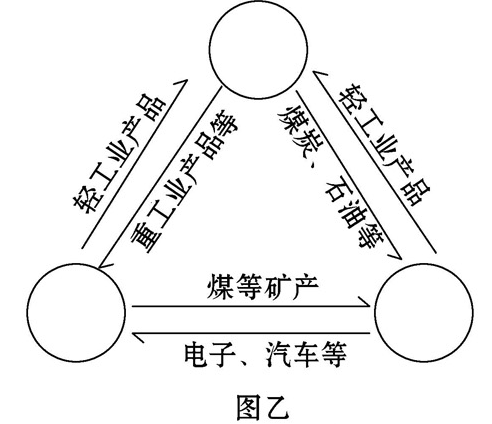 轻工业产品
重工业产品等
煤炭、石油等
轻工业产品
煤等矿产
电子、汽车等
图乙